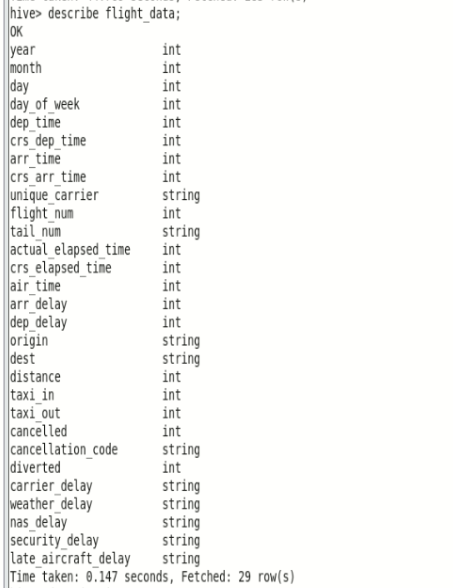 hive> describe flight_data;
OK
year int
month int
day int
day_of_week int
dep_time int
crs_dep_time int
arr_time int
crs_arr_time int
unique_carrier string
flight_num int
tail_num string
actual_elapsed_time int
crs_elapsed_time int
air_time int
arr_delay int
dep_delay int
origin string
dest string
distance int
taxi_in int
taxi_out int
cancelled int
cancellation_code string
diverted int
carrier_delay string
weather_delay string
nas_delay string
security_delay string
late_aircraft_delay string
Time taken: 0.147 seconds, Fetched: 29 row(s)